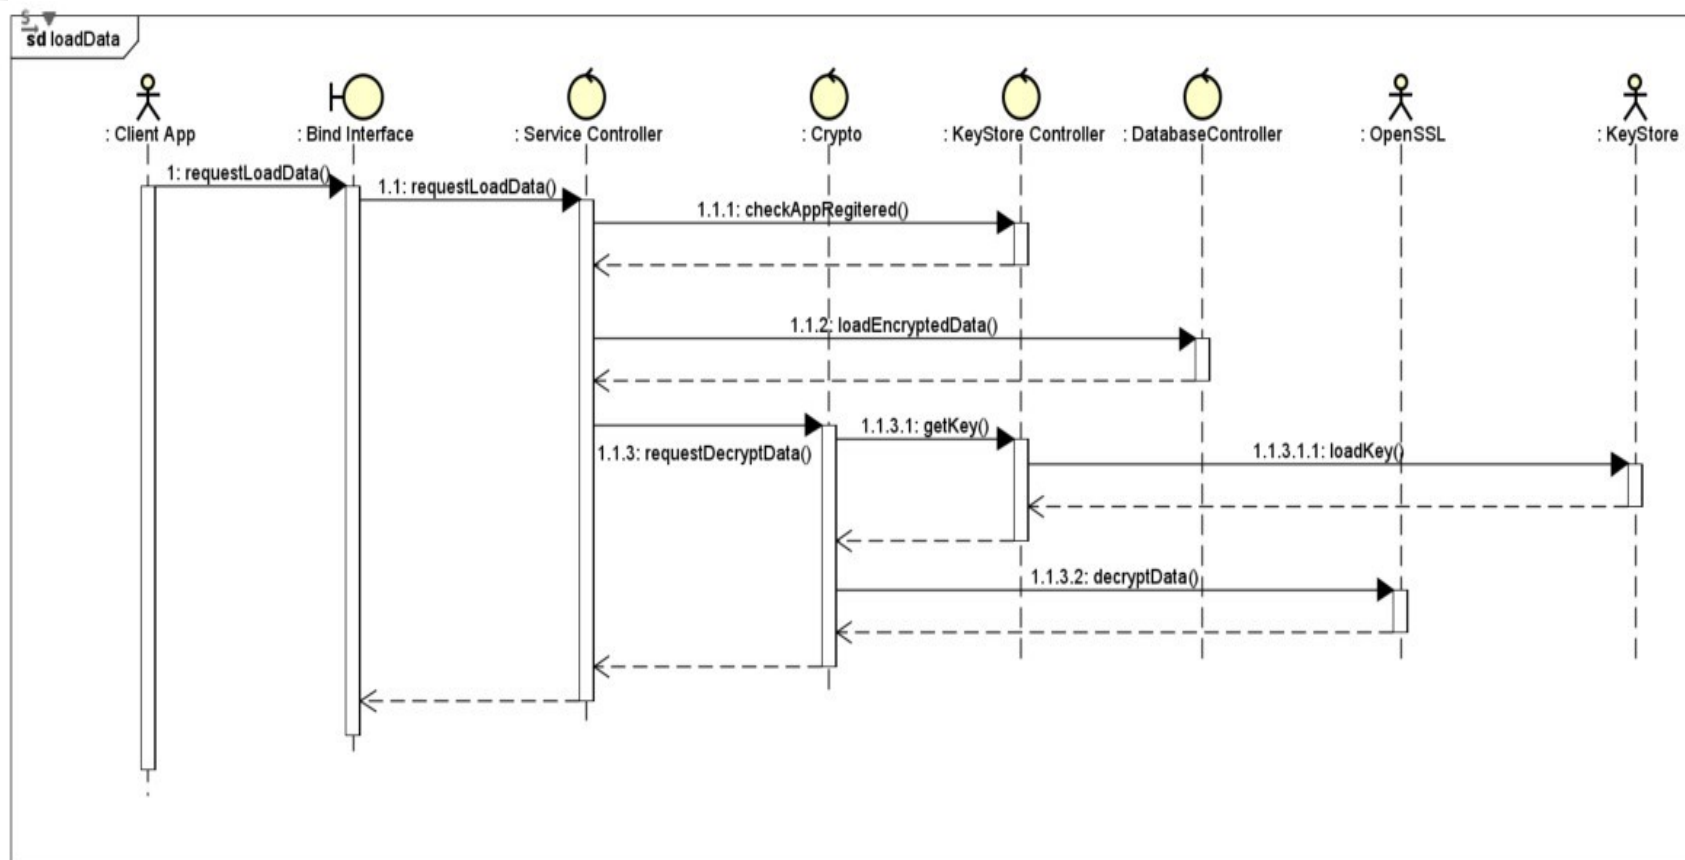 S
sd loadData
: Client App
: Bind Interface
: Service Controller
: Crypto
: KeyStore Controller
: DatabaseController
: OpenSSL
: KeyStore
1: requestLoadData()
1.1: requestLoadData()
1.1.1: checkAppRegitered()
1.1.2: loadEncryptedData()
1.1.3: requestDecryptData()
1.1.3.1: getKey()
1.1.3.1.1: loadKey()
1.1.3.2: decryptData()